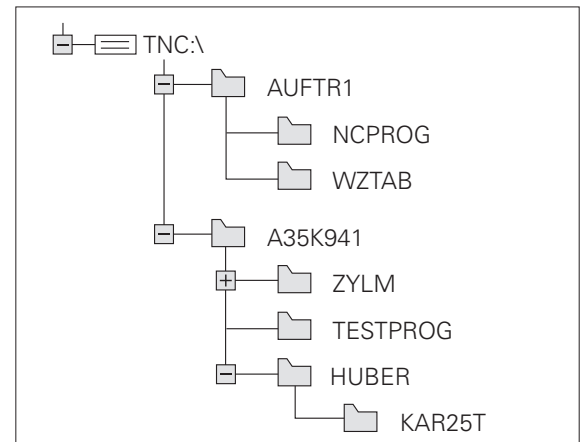 TNC:\
AUFTR1
NCPROG
WZTAB
A35K941
ZYLM
TESTPROG
HUBER
KAR25T